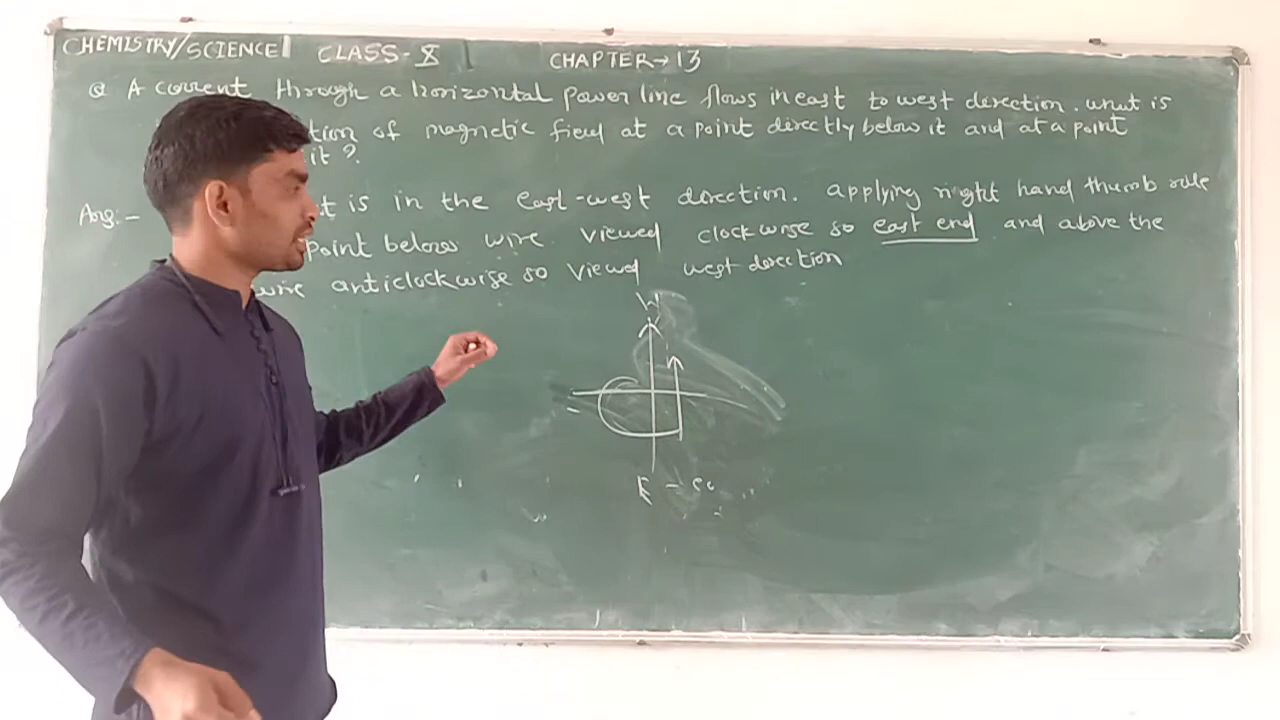 CHEMISTRY/SCIENCE CLASS-X CHAPTER→13
Q A current through a horizontal power line flows in east to west direction. what is
tion of magnetic field at a point directly below it and at a point
it ?
Ans:- t is in the east-west direction. applying right hand thumb rule
point below wire viewed clockwise so east end and above the
wire anticlockwise so viewed west direction
W
E